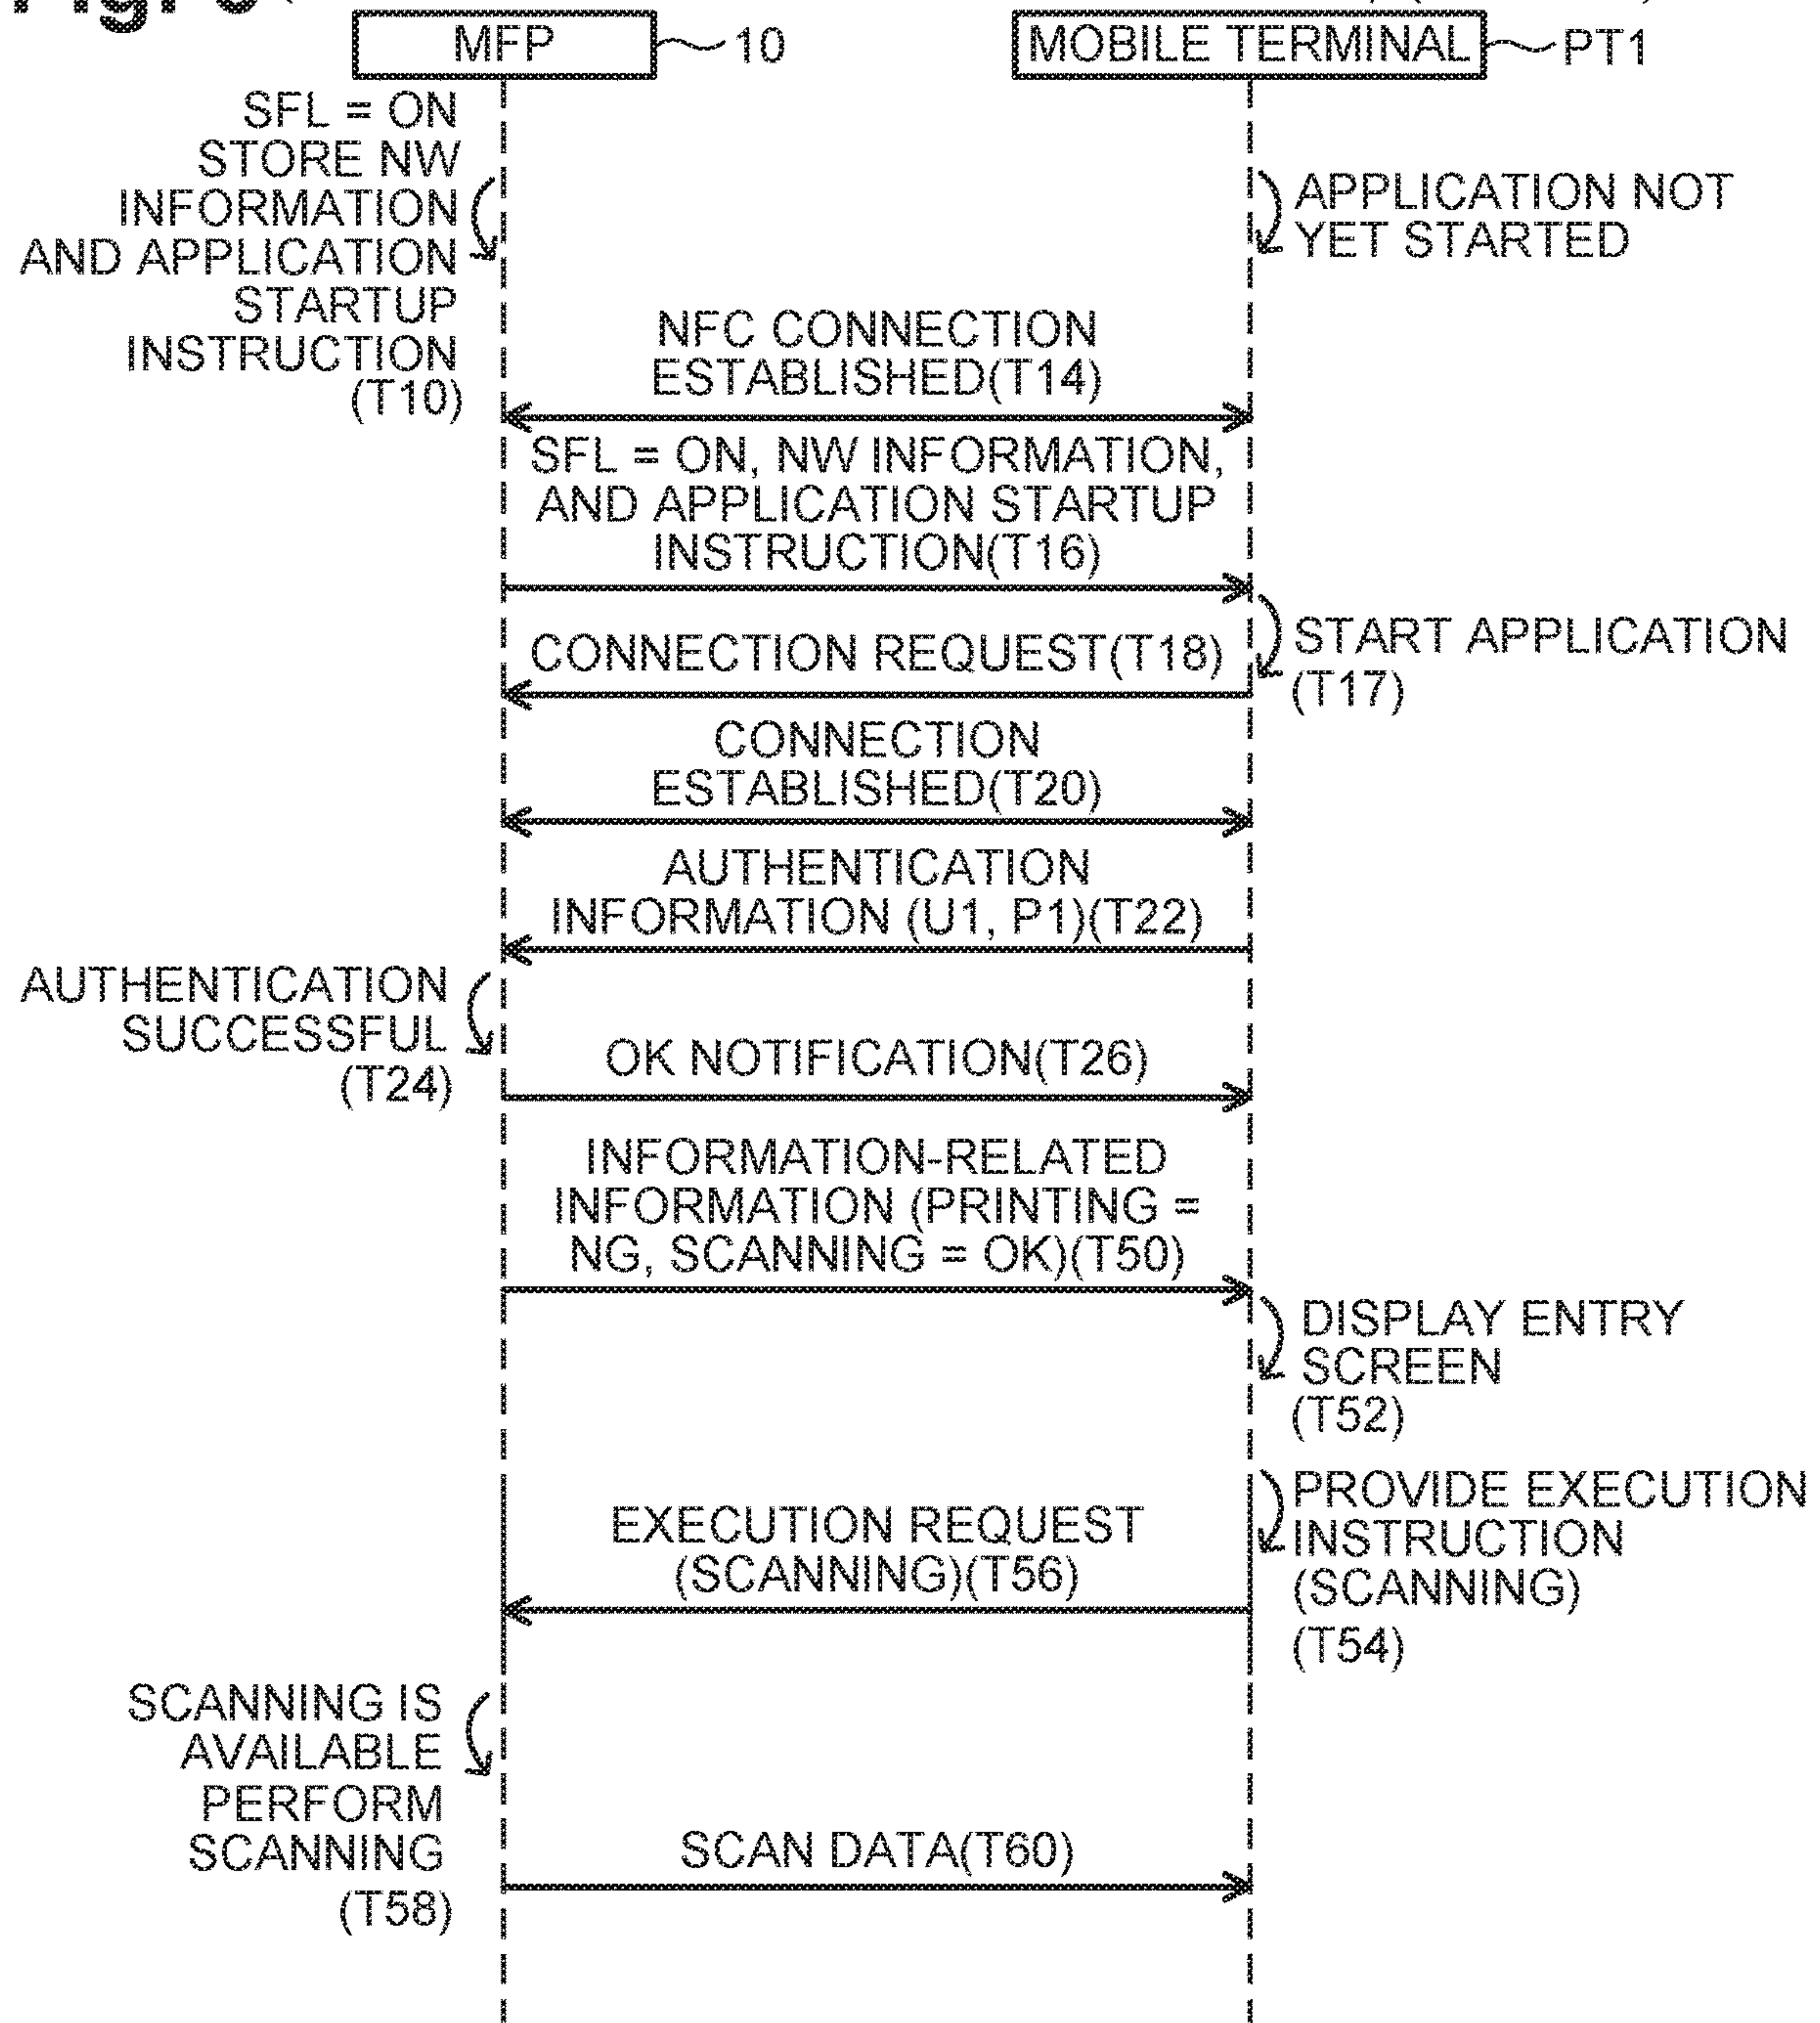 MFP
10
MOBILE TERMINAL
PT1
SFL = ON
STORE NW
INFORMATION
AND APPLICATION
STARTUP
INSTRUCTION
(T10)
APPLICATION NOT
YET STARTED
NFC CONNECTION
ESTABLISHED(T14)
SFL = ON, NW INFORMATION,
AND APPLICATION STARTUP
INSTRUCTION(T16)
START APPLICATION
(T17)
CONNECTION REQUEST(T18)
CONNECTION
ESTABLISHED(T20)
AUTHENTICATION
INFORMATION (U1, P1)(T22)
AUTHENTICATION
SUCCESSFUL
(T24)
OK NOTIFICATION(T26)
INFORMATION-RELATED
INFORMATION (PRINTING =
NG, SCANNING = OK)(T50)
DISPLAY ENTRY
SCREEN
(T52)
PROVIDE EXECUTION
INSTRUCTION
(SCANNING)
(T54)
EXECUTION REQUEST
(SCANNING)(T56)
SCANNING IS
AVAILABLE
PERFORM
SCANNING
(T58)
SCAN DATA(T60)